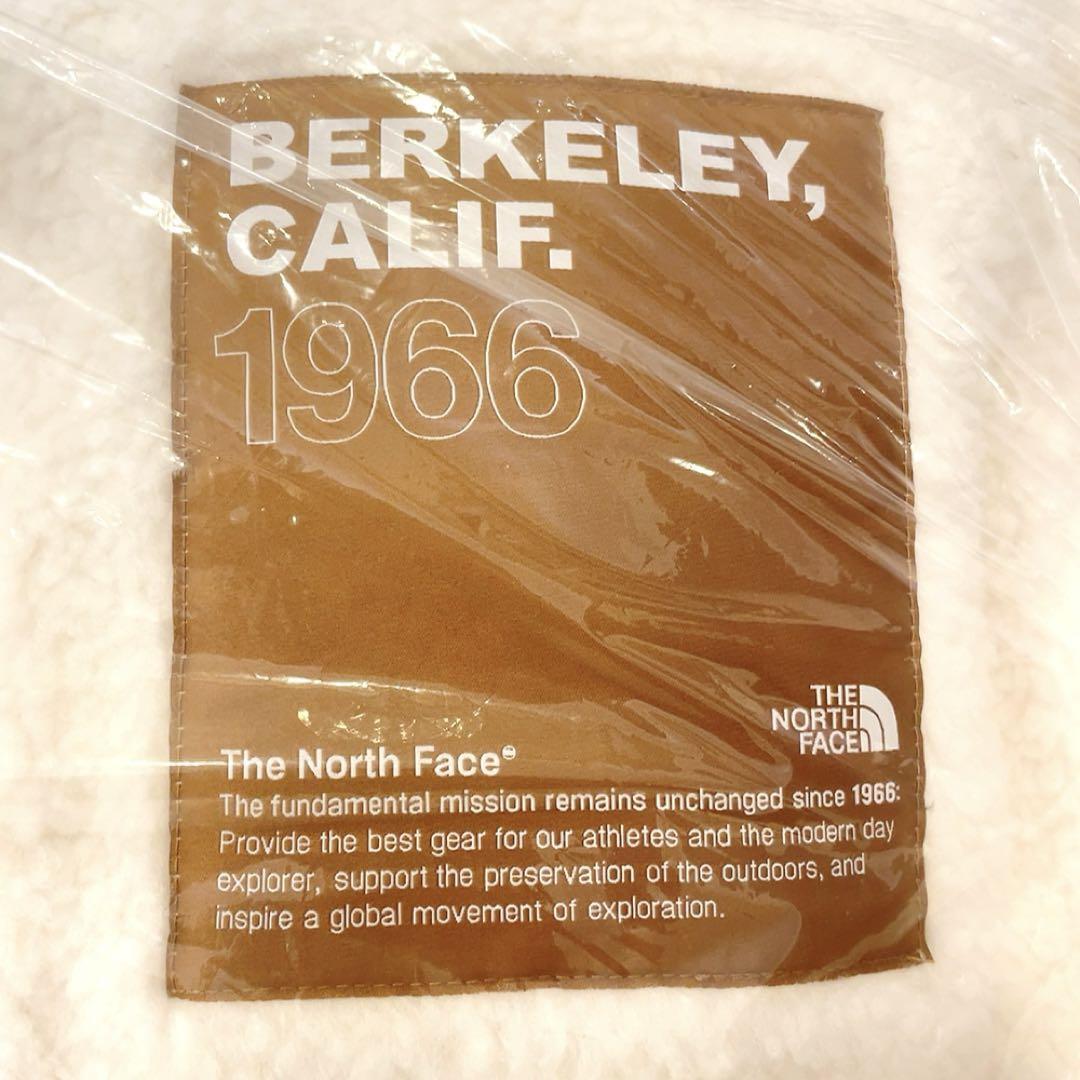 BERKELEY,
CALIF.
1966
THE
NORTH
FACE
The North Face®
The fundamental mission remains unchanged since 1966:
Provide the best gear for our athletes and the modern day
explorer, support the preservation of the outdoors, and
inspire a global movement of exploration.